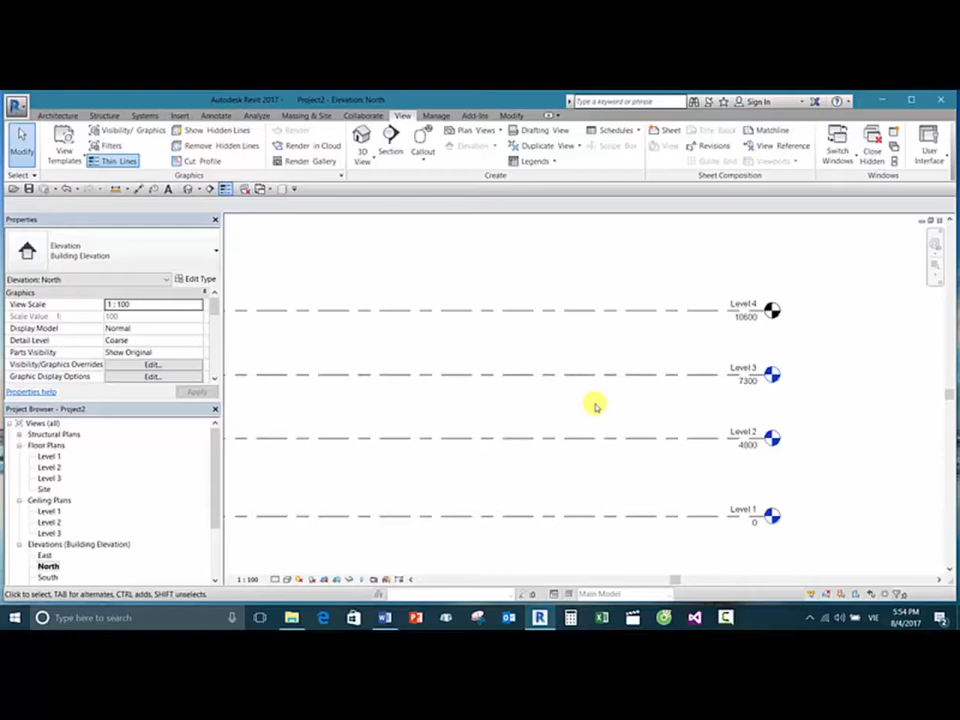 Autodesk Revit 2017 - Project2 - Elevation: North
Type a keyword or phrase
Sign In
Architecture Structure Systems Insert Annotate Analyze Massing & Site Collaborate View Manage Add-Ins Modify
Modify
View Templates
Visibility/ Graphics
Filters
Thin Lines
Show Hidden Lines
Remove Hidden Lines
Cut Profile
Render
Render in Cloud
Render Gallery
3D View
Section
Callout
Plan Views
Elevation
Drafting View
Duplicate View
Legends
Schedules
Scope Box
Sheet
View
Title Block
Revisions
Guide Grid
Matchline
View Reference
Viewports
Switch Windows
Close Hidden
User Interface
Select
Graphics
Create
Sheet Composition
Windows
Properties
Elevation
Building Elevation
Elevation: North
Edit Type
Graphics
View Scale 1 : 100
Scale Value 1: 100
Display Model Normal
Detail Level Coarse
Parts Visibility Show Original
Visibility/Graphics Overrides Edit...
Graphic Display Options Edit...
Properties help
Apply
Project Browser - Project2
Views (all)
Structural Plans
Floor Plans
Level 1
Level 2
Level 3
Site
Ceiling Plans
Level 1
Level 2
Level 3
Elevations (Building Elevation)
East
North
South
Level 4
10600
Level 3
7300
Level 2
4000
Level 1
0
1 : 100
Click to select, TAB for alternates, CTRL adds, SHIFT unselects.
:0
Main Model
:0
Type here to search
VIE
5:54 PM
8/4/2017